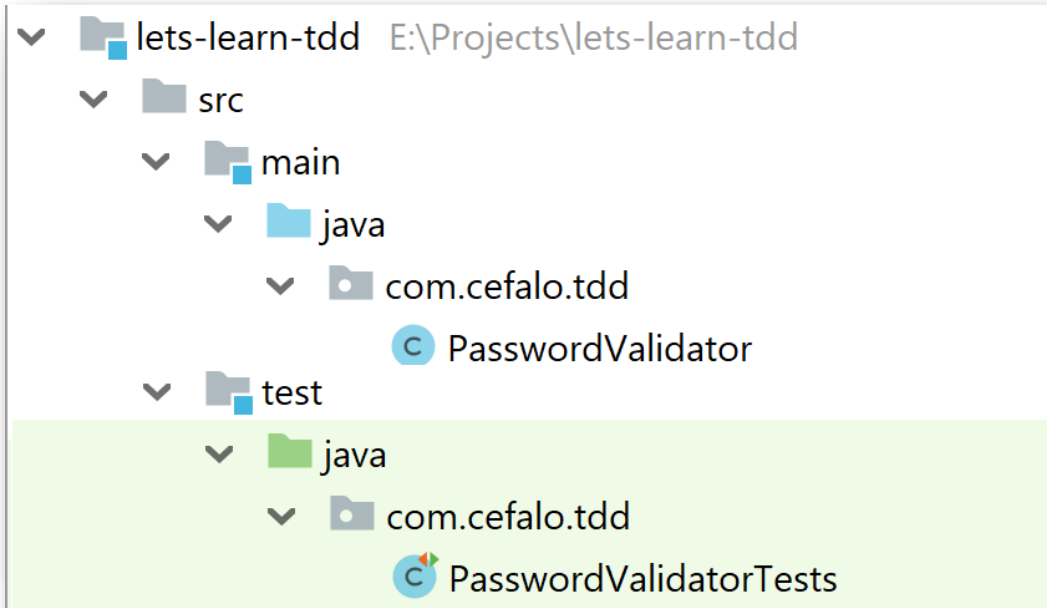 lets-learn-tdd E:\Projects\lets-learn-tdd
src
main
java
com.cefalo.tdd
C PasswordValidator
test
java
com.cefalo.tdd
C PasswordValidatorTests